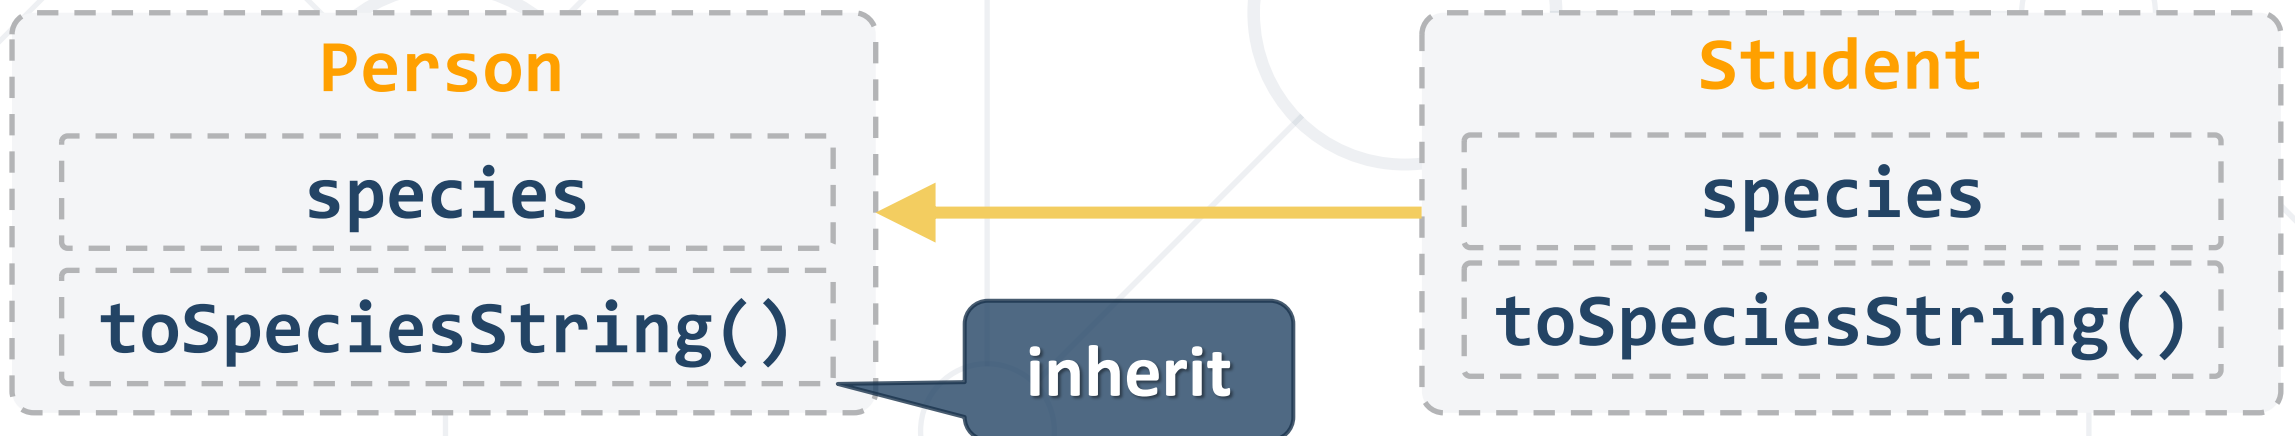 Person
species
toSpeciesString()
inherit
Student
species
toSpeciesString()